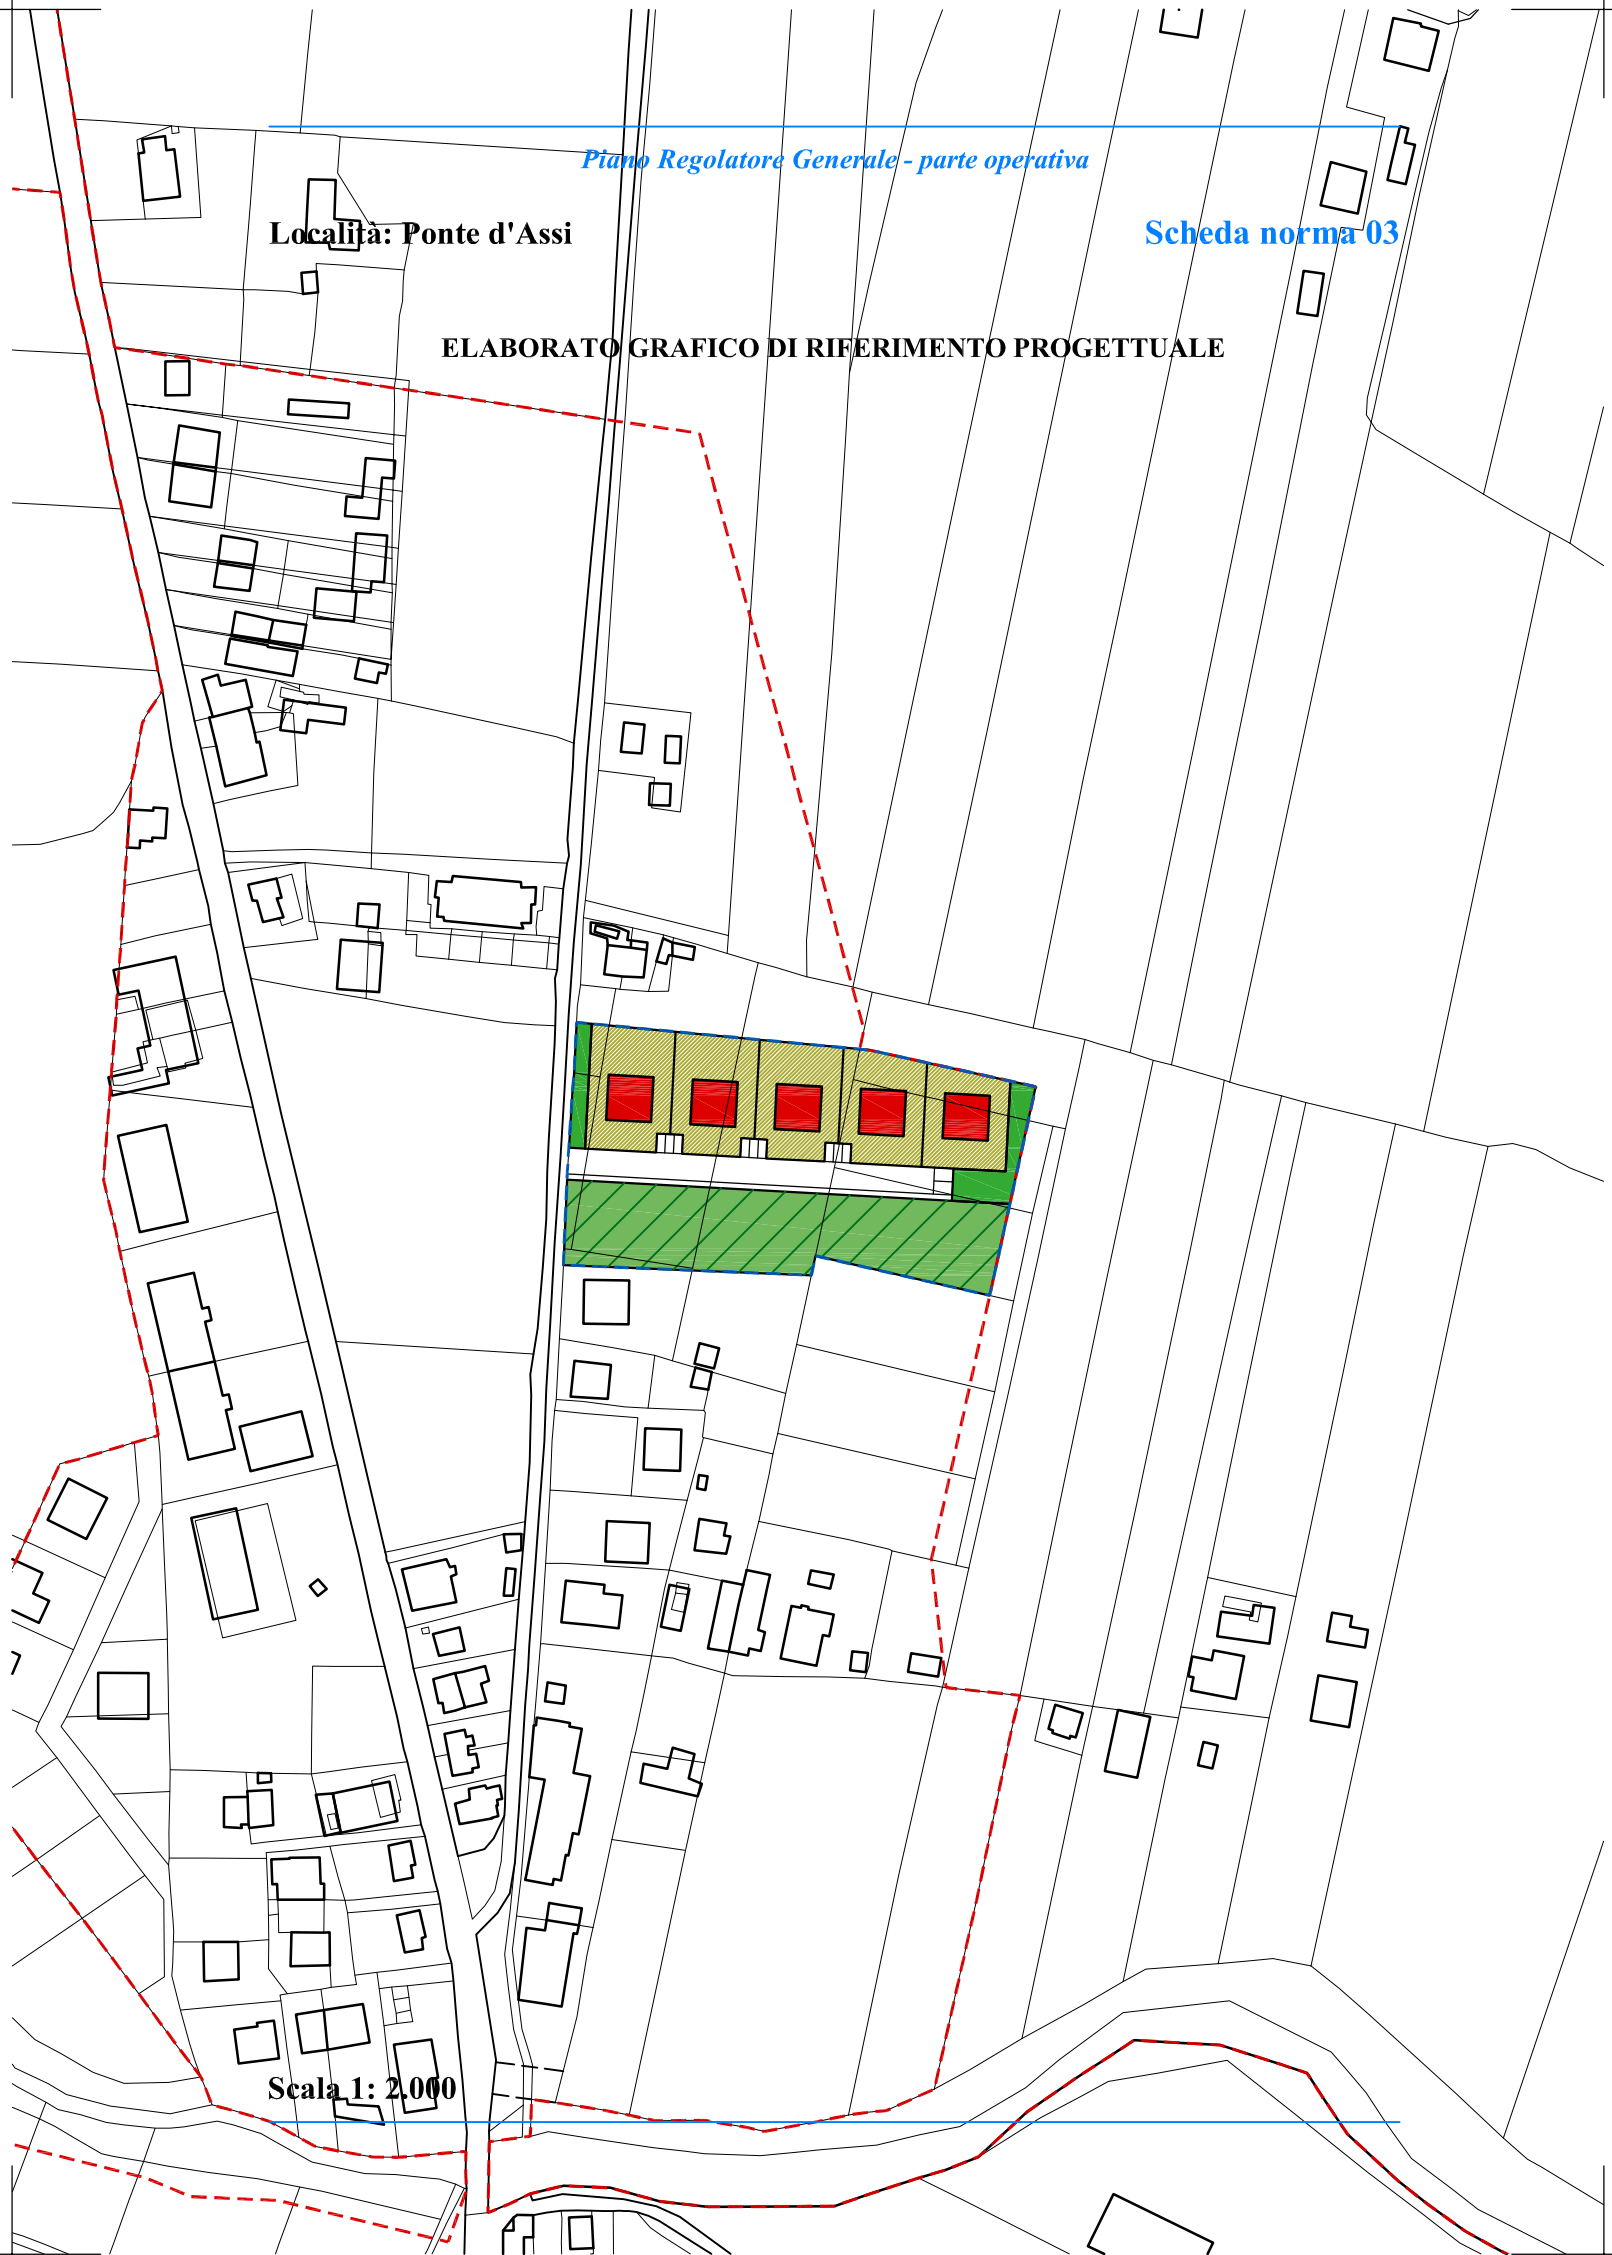 Piano Regolatore Generale - parte operativa
Località: Ponte d'Assi
Scheda norma 03
ELABORATO GRAFICO DI RIFERIMENTO PROGETTUALE
Scala 1: 2.000